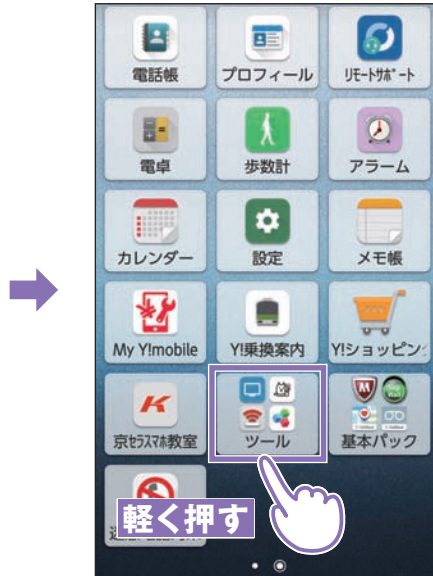 電話帳
プロフィール
リモートサポート
電卓
歩数計
アラーム
カレンダー
設定
メモ帳
My Y!mobile
Y!乗換案内
Y!ショッピン
京セラスマホ教室
ツール
基本パック
軽く押す